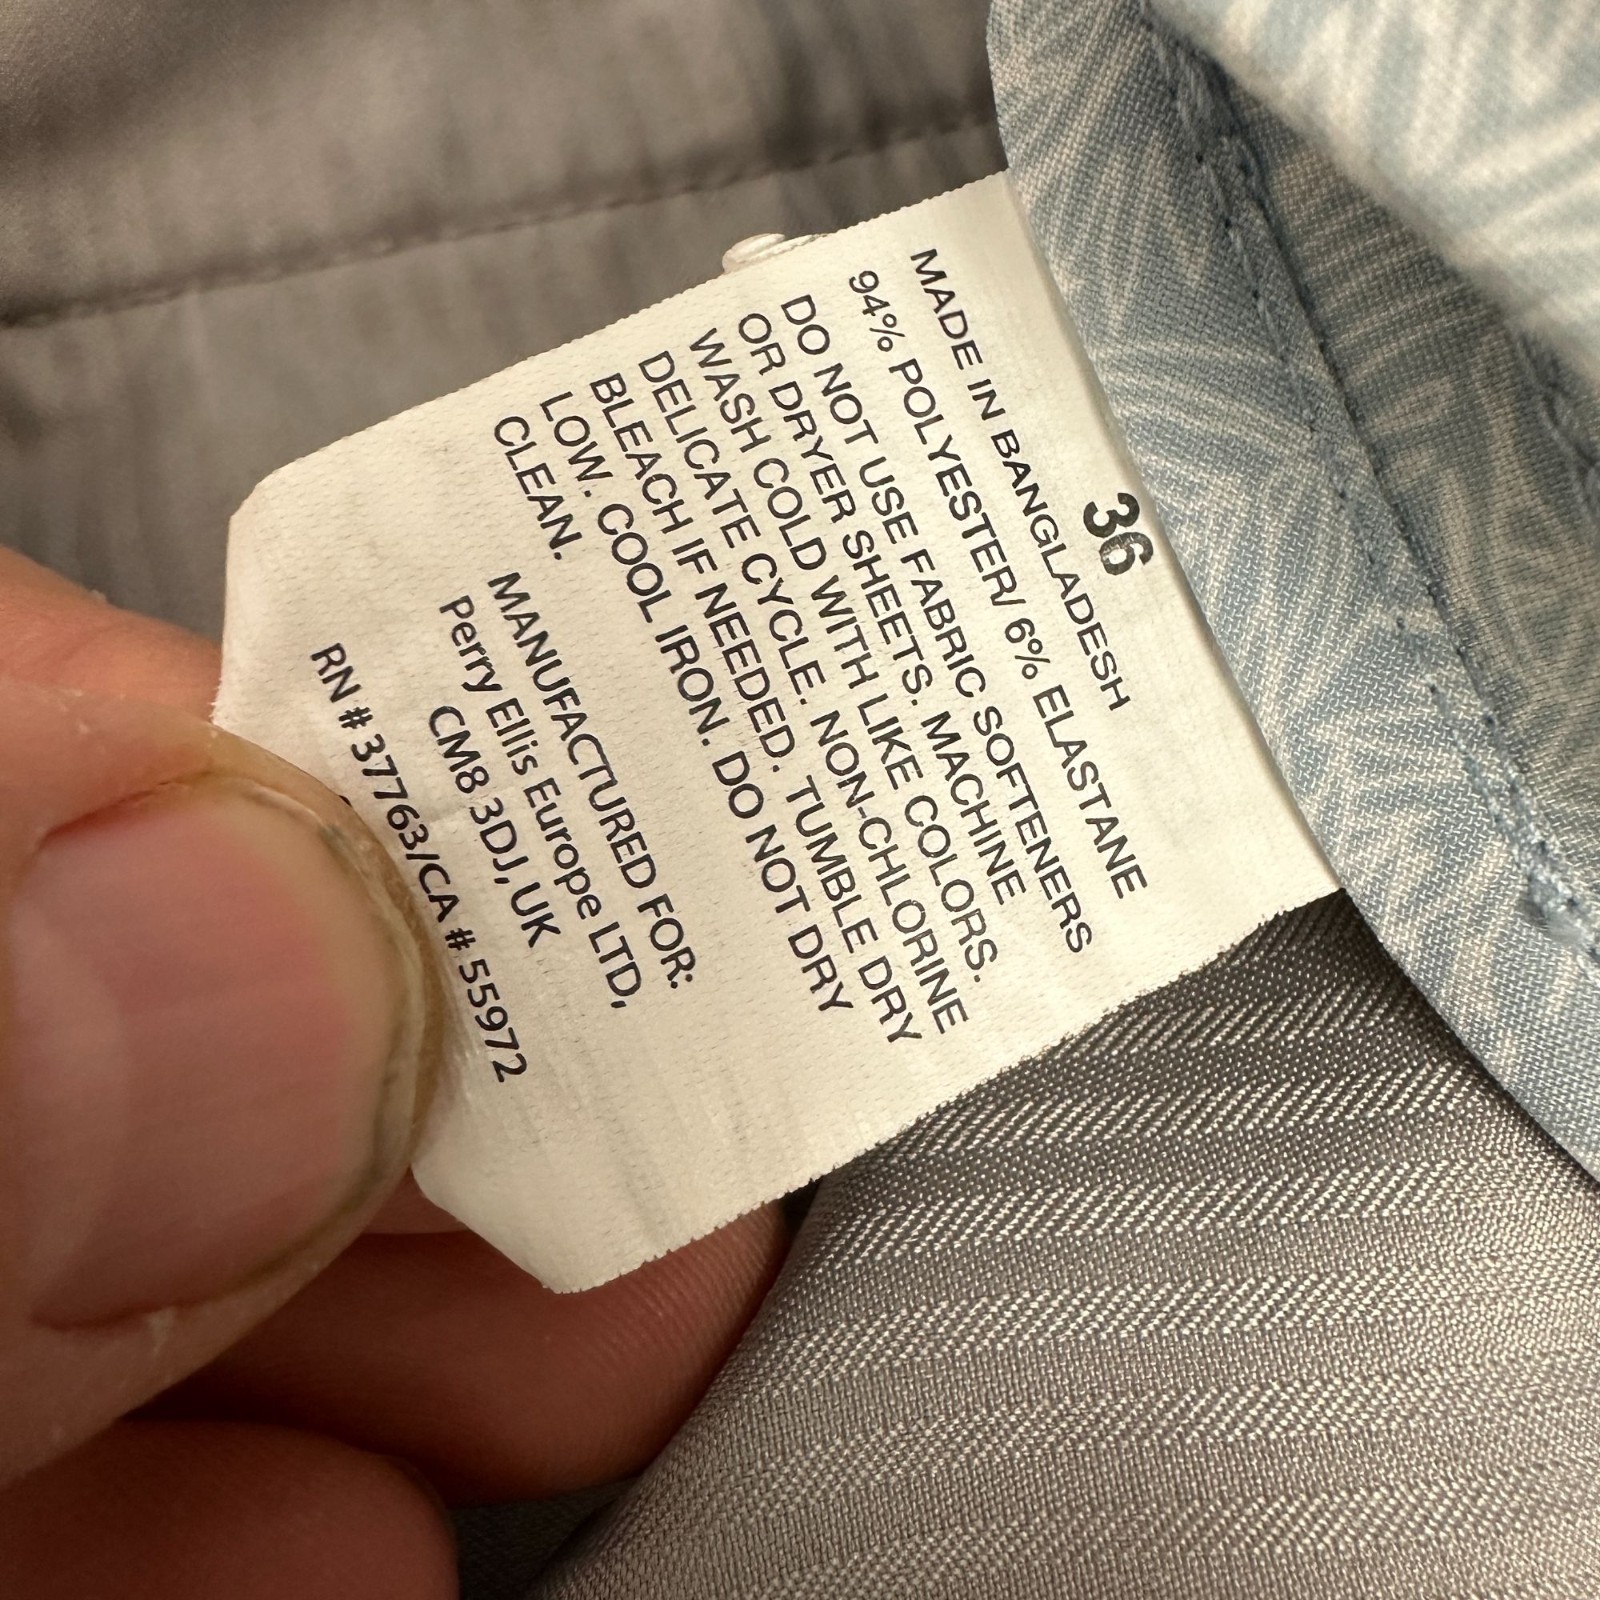 36
MADE IN BANGLADESH
94% POLYESTER/ 6% ELASTANE
DO NOT USE FABRIC SOFTENERS
OR DRYER SHEETS. MACHINE
WASH COLD WITH LIKE COLORS.
DELICATE CYCLE. NON-CHLORINE
BLEACH IF NEEDED. TUMBLE DRY
LOW. COOL IRON. DO NOT DRY
CLEAN.
MANUFACTURED FOR:
Perry Ellis Europe LTD,
CM8 3DJ, UK
RN # 37763/CA # 55972